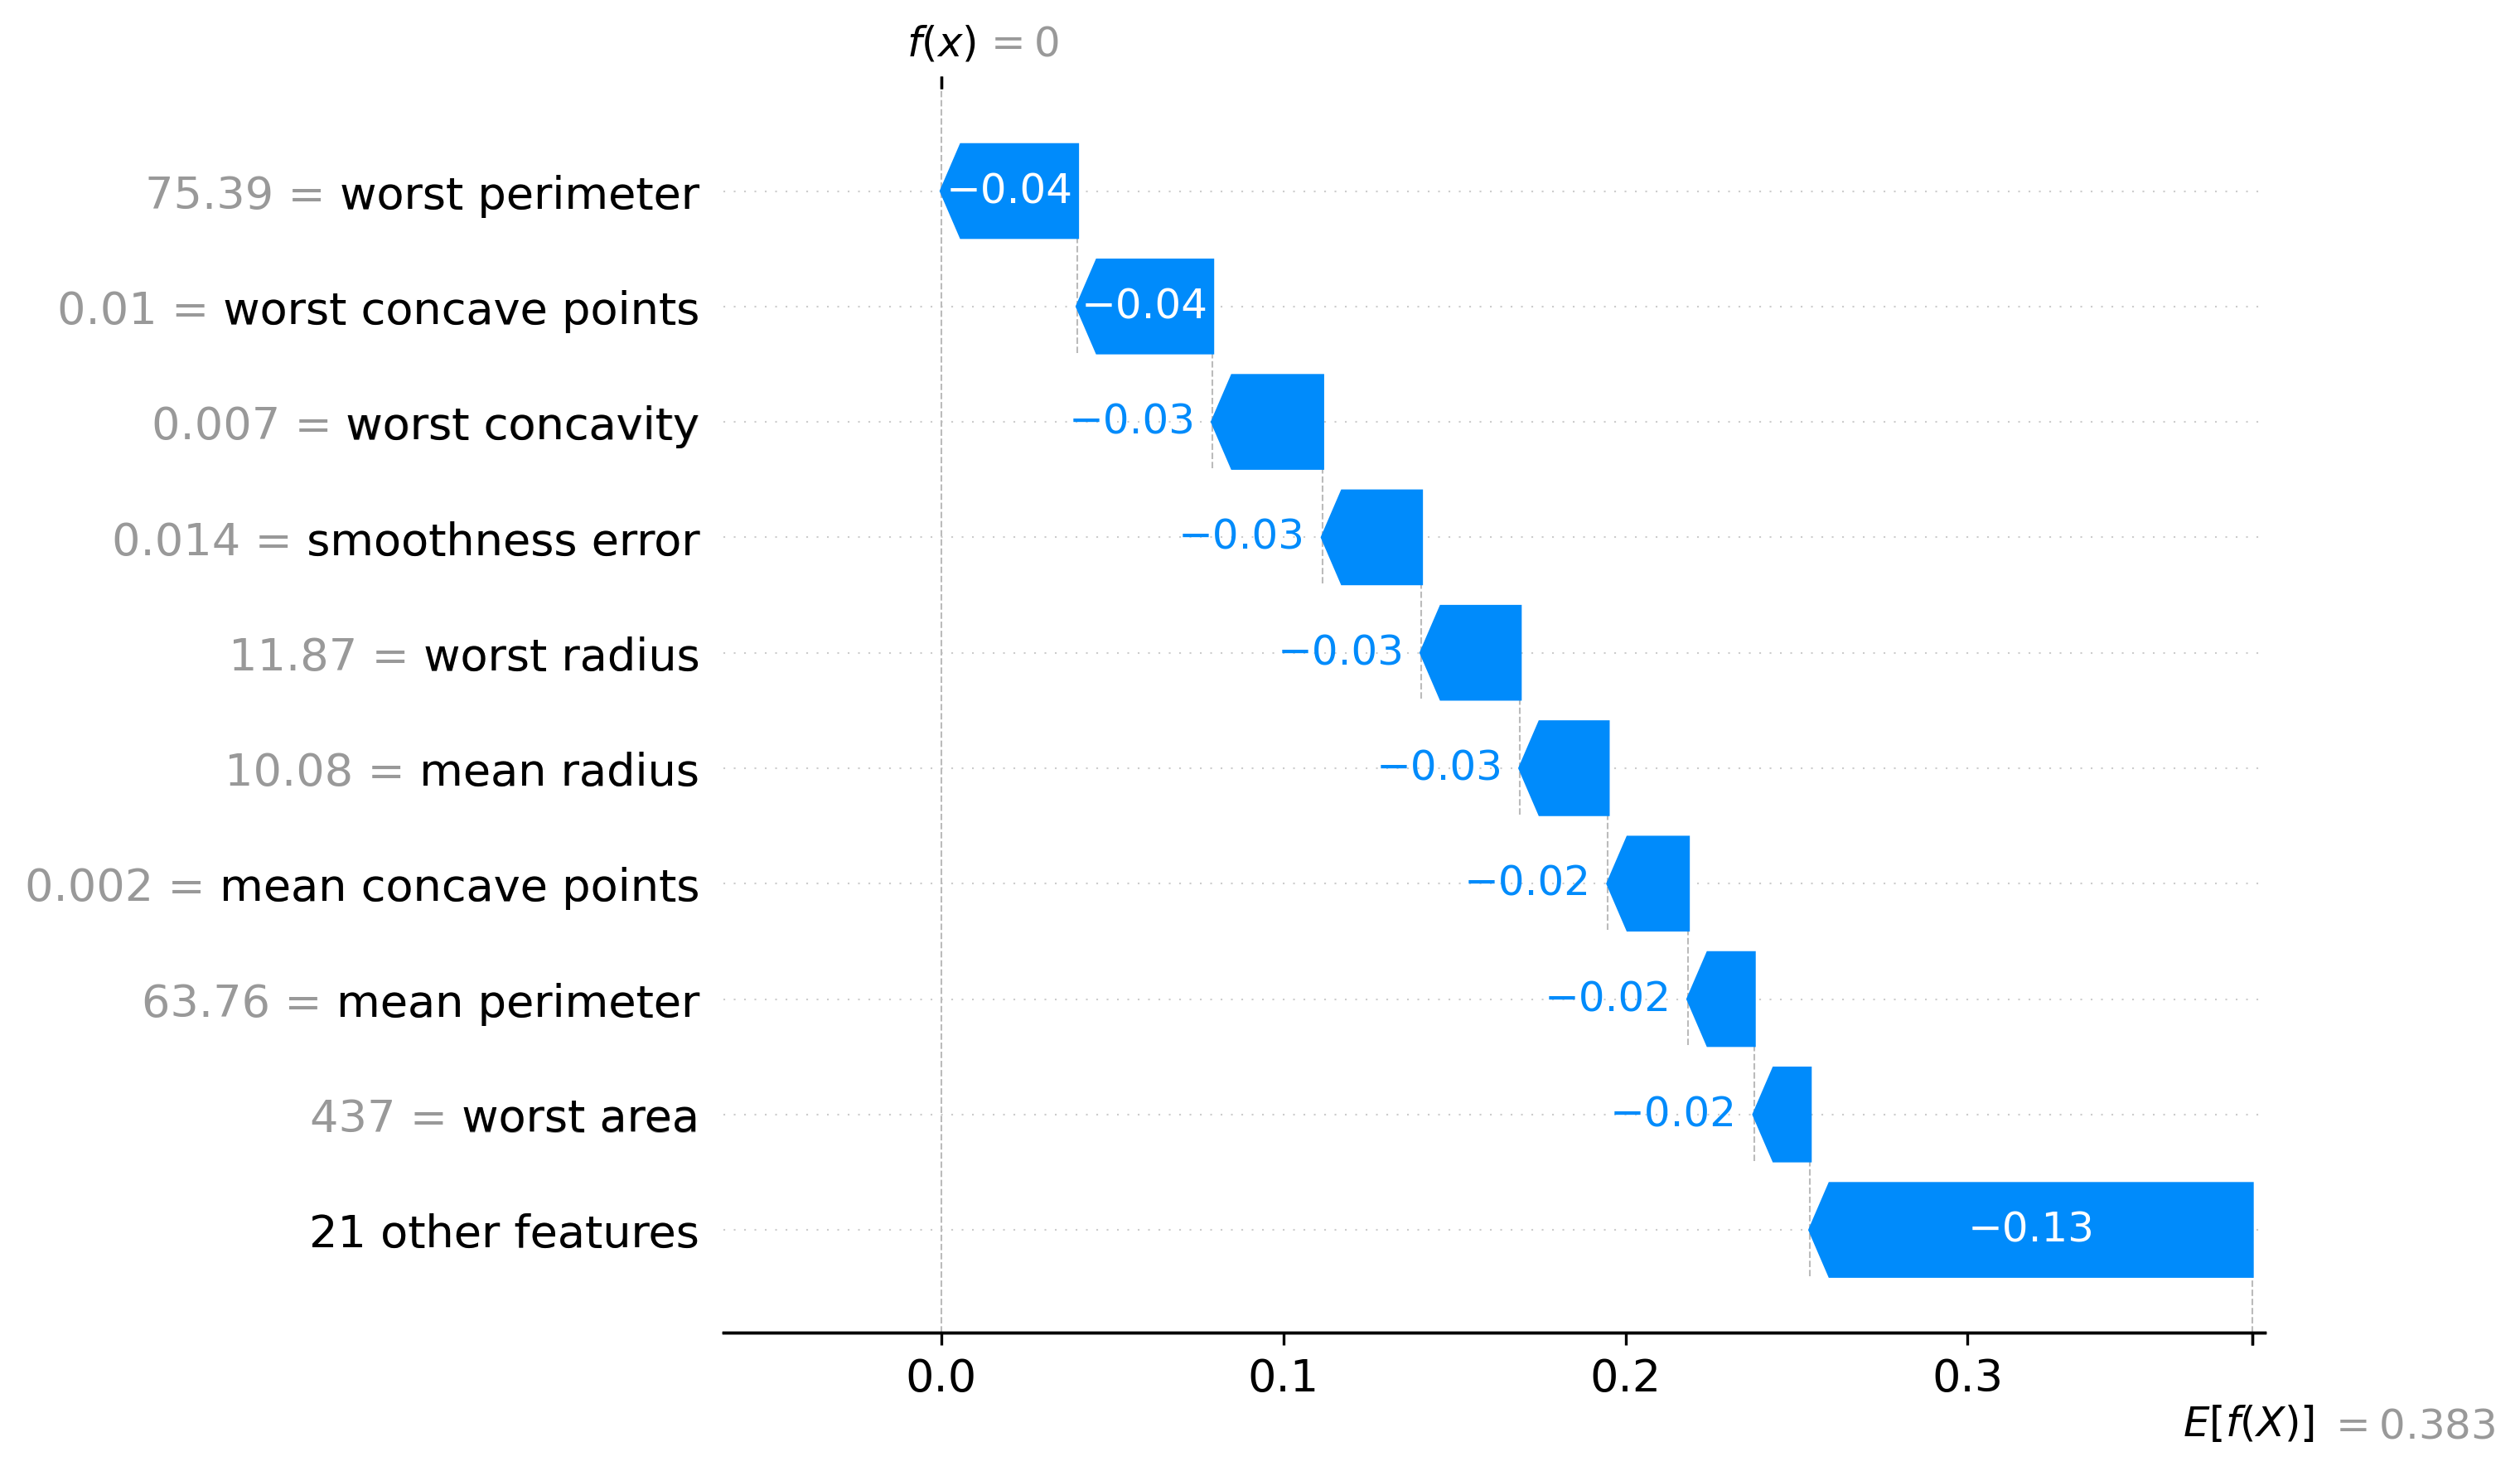 f(x) = 0
75.39 = worst perimeter −0.04
0.01 = worst concave points −0.04
0.007 = worst concavity −0.03
0.014 = smoothness error −0.03
11.87 = worst radius −0.03
10.08 = mean radius −0.03
0.002 = mean concave points −0.02
63.76 = mean perimeter −0.02
437 = worst area −0.02
21 other features −0.13
0.0 0.1 0.2 0.3
E[f(X)] = 0.383